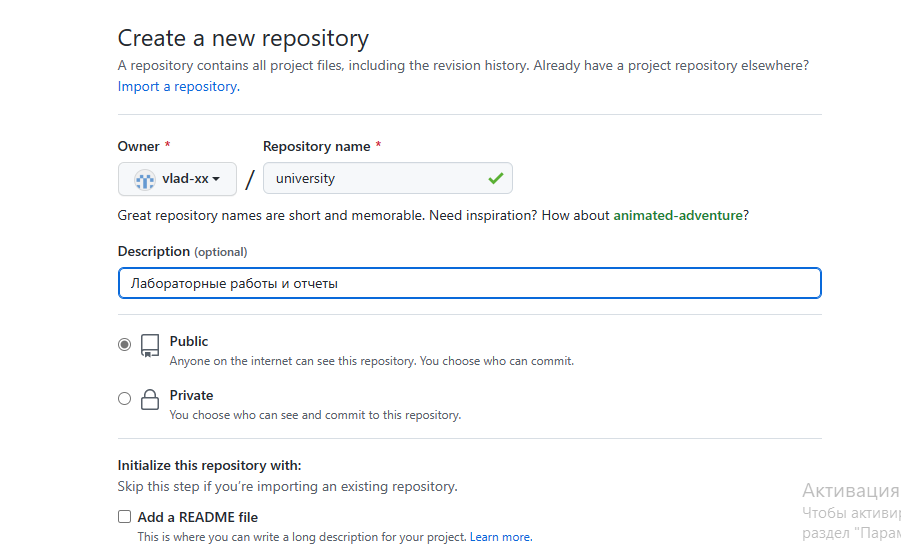 Create a new repository
A repository contains all project files, including the revision history. Already have a project repository elsewhere?
Import a repository.
Owner * Repository name *
vlad-xx / university
Great repository names are short and memorable. Need inspiration? How about animated-adventure?
Description (optional)
Лабораторные работы и отчеты
Public
Anyone on the internet can see this repository. You choose who can commit.
Private
You choose who can see and commit to this repository.
Initialize this repository with:
Skip this step if you’re importing an existing repository.
Активация
Чтобы
раздел
Add a README file
This is where you can write a long description for your project. Learn more.